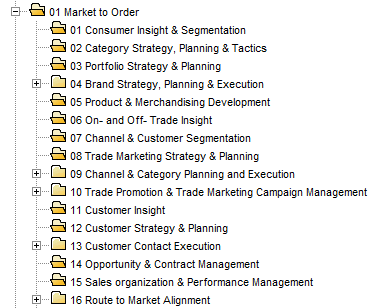 01 Market to Order
01 Consumer Insight & Segmentation
02 Category Strategy, Planning & Tactics
03 Portfolio Strategy & Planning
04 Brand Strategy, Planning & Execution
05 Product & Merchandising Development
06 On- and Off- Trade Insight
07 Channel & Customer Segmentation
08 Trade Marketing Strategy & Planning
09 Channel & Category Planning and Execution
10 Trade Promotion & Trade Marketing Campaign Management
11 Customer Insight
12 Customer Strategy & Planning
13 Customer Contact Execution
14 Opportunity & Contract Management
15 Sales organization & Performance Management
16 Route to Market Alignment